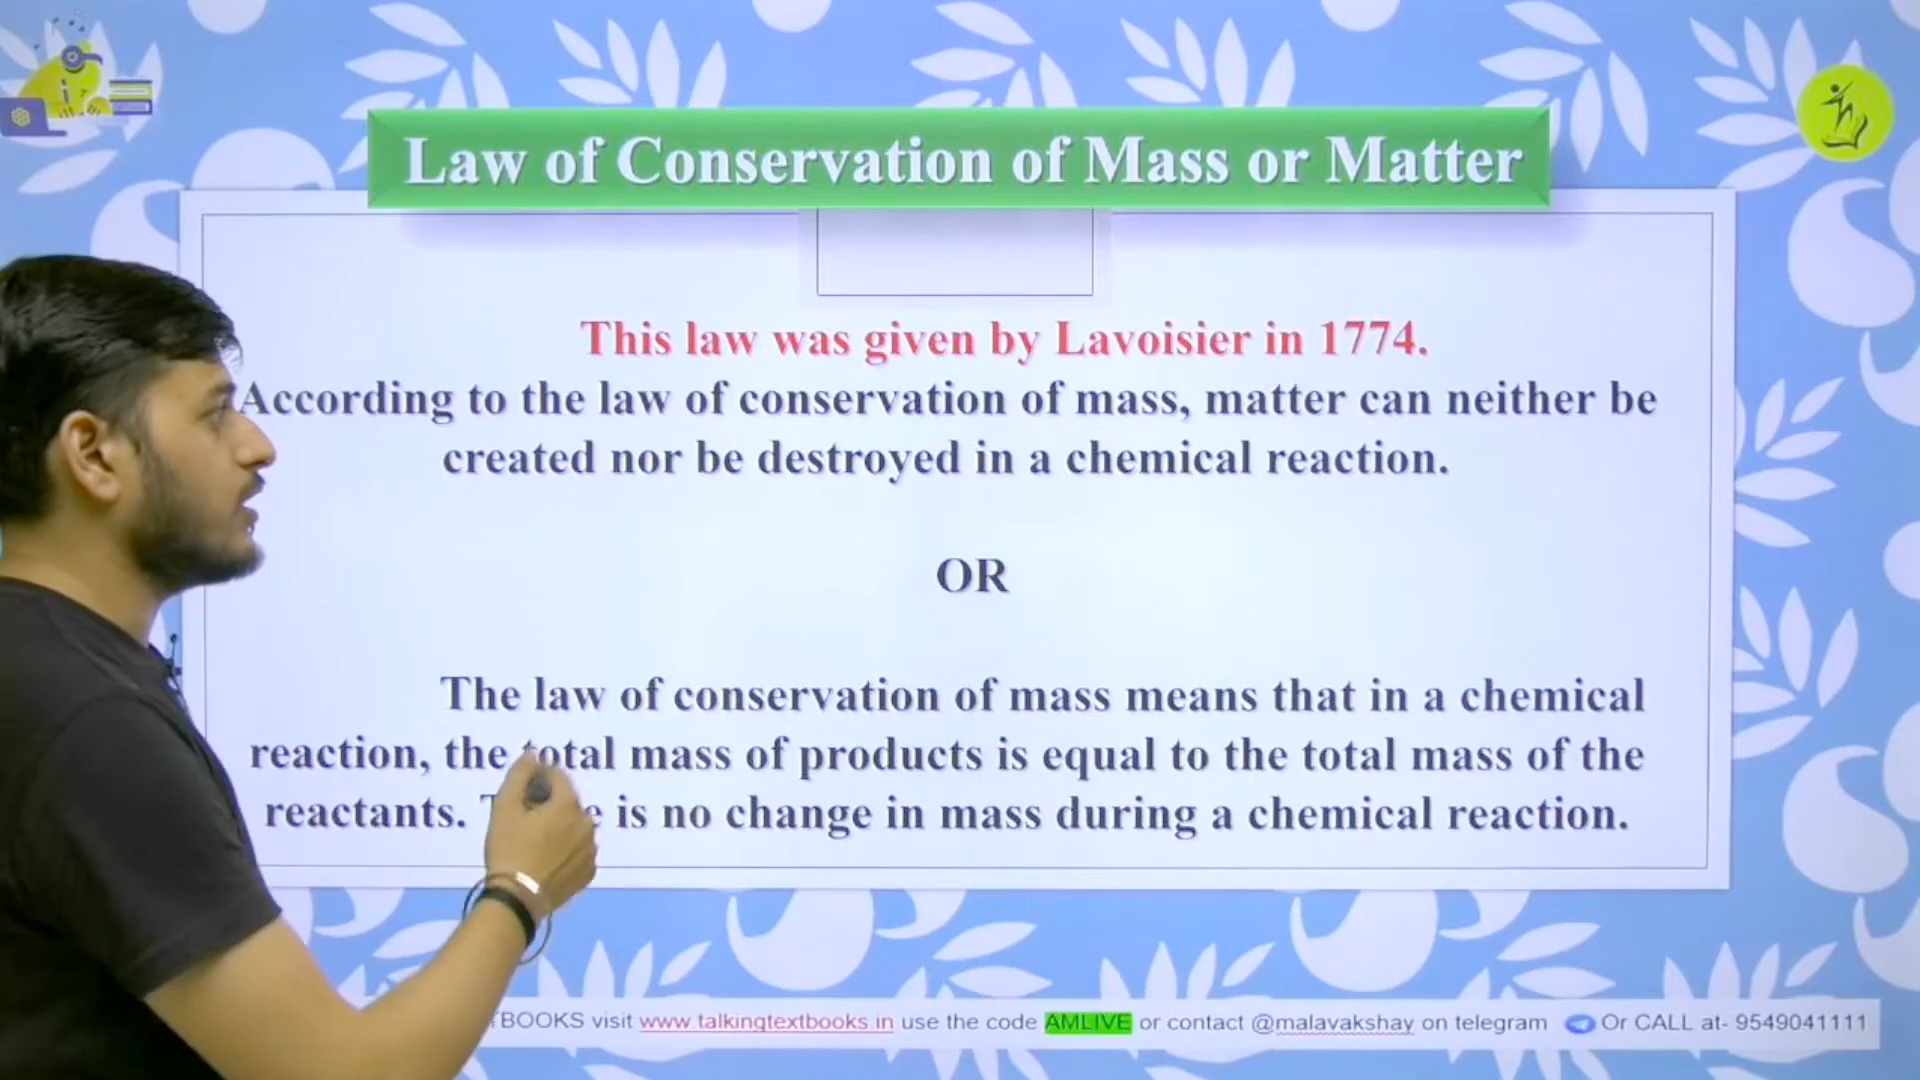 Law of Conservation of Mass or Matter
This law was given by Lavoisier in 1774.
According to the law of conservation of mass, matter can neither be
created nor be destroyed in a chemical reaction.
OR
The law of conservation of mass means that in a chemical
reaction, the total mass of products is equal to the total mass of the
reactants. is no change in mass during a chemical reaction.
TBOOKS visit www.talkingtextbooks.in use the code AMLIVE or contact @malavakshay on telegram Or CALL at- 9549041111